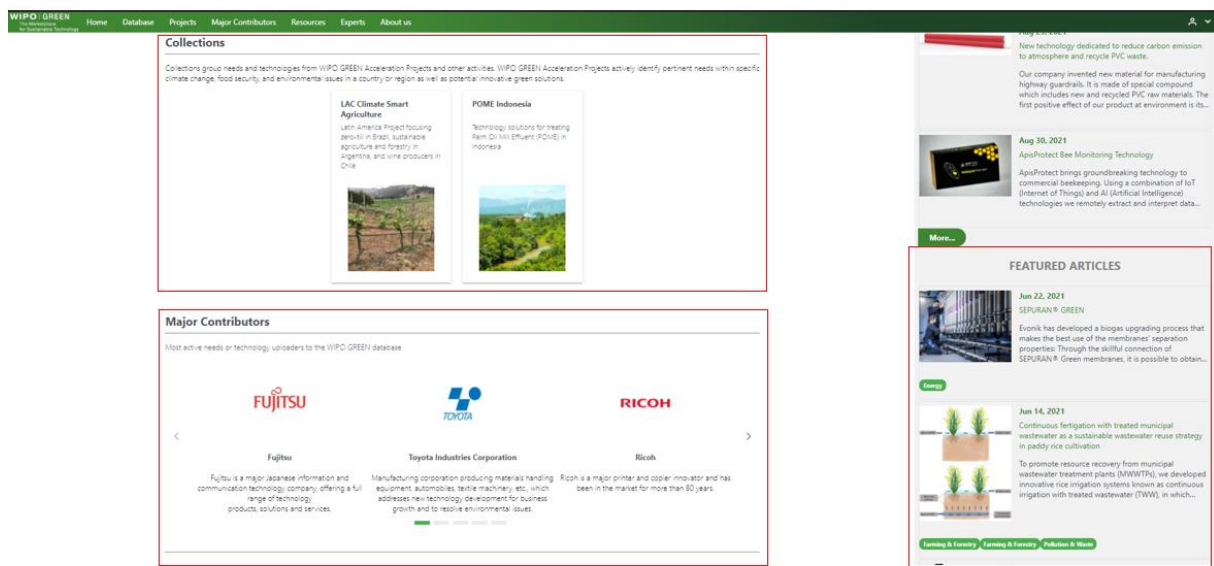 WIPO | GREEN
The Marketplace
for Sustainable Technology
Home Database Projects Major Contributors Resources Experts About us
Collections
Collections group needs and technologies from WIPO GREEN Acceleration Projects and other activities. WIPO GREEN Acceleration Projects actively identify pertinent needs within specific
climate change, food security, and environmental issues in a country or region as well as potential innovative green solutions.
LAC Climate Smart
Agriculture
Latin America Project focusing
zero-till in Brazil, sustainable
agriculture and forestry in
Argentina, and wine producers in
Chile
POME Indonesia
Technology solutions for treating
Palm Oil Mill Effluent (POME) in
Indonesia
Major Contributors
Most active needs or technology uploaders to the WIPO GREEN database
FUJITSU
TOYOTA
RICOH
Fujitsu
Fujitsu is a major Japanese information and
communication technology company, offering a full
range of technology
products, solutions and services.
Toyota Industries Corporation
Manufacturing corporation producing materials handling
equipment, automobiles, textile machinery, etc., which
addresses new technology development for business
growth and to resolve environmental issues.
Ricoh
Ricoh is a major printer and copier innovator and has
been in the market for more than 80 years.
2021
New technology dedicated to reduce carbon emission
to atmosphere and recycle PVC waste.
Our company invented new material for manufacturing
highway guardrails. It is made of special compound
which includes new and recycled PVC raw materials. The
first positive effect of our product at environment is its...
Aug 30, 2021
ApisProtect Bee Monitoring Technology
ApisProtect brings groundbreaking technology to
commercial beekeeping. Using a combination of IoT
(Internet of Things) and AI (Artificial Intelligence)
technologies we remotely extract and interpret data...
More...
FEATURED ARTICLES
Jun 22, 2021
SEPURAN® GREEN
Evonik has developed a biogas upgrading process that
makes the best use of the membranes' separation
properties: Through the skillful connection of
SEPURAN® Green membranes, it is possible to obtain...
Energy
Jun 14, 2021
Continuous fertigation with treated municipal
wastewater as a sustainable wastewater reuse strategy
in paddy rice cultivation
To promote resource recovery from municipal
wastewater treatment plants (MWWTPs), we developed
innovative rice irrigation systems known as continuous
irrigation with treated wastewater (TWW), in which...
Farming & Forestry Farming & Forestry Pollution & Waste